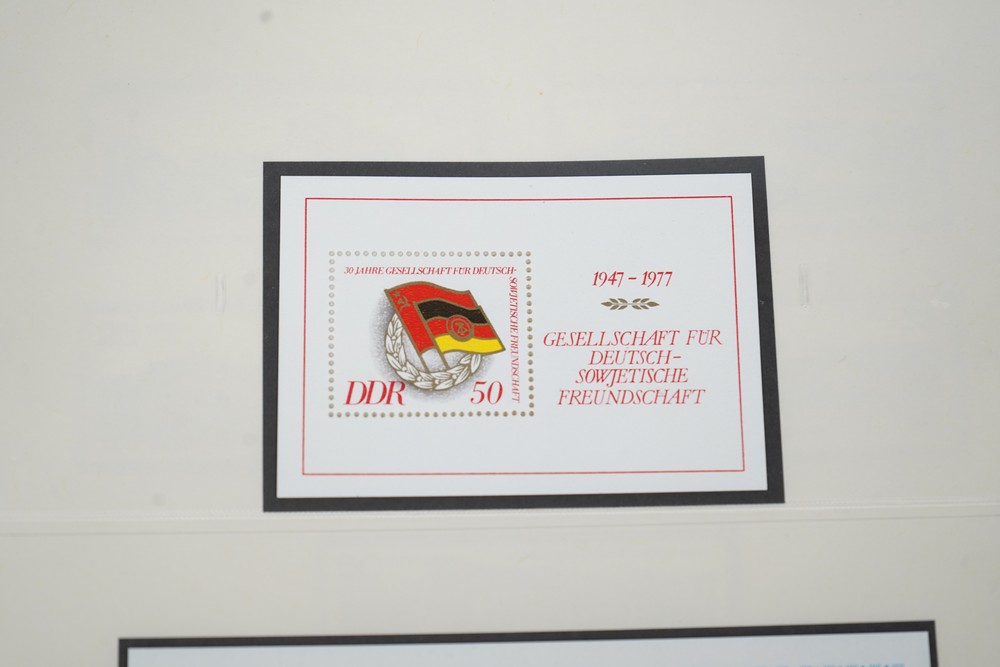 30 JAHRE GESELLSCHAFT FÜR DEUTSCH-
SOWJETISCHE FREUNDSCHAFT
DDR 50
1947 – 1977
GESELLSCHAFT FÜR
DEUTSCH-
SOWJETISCHE
FREUNDSCHAFT